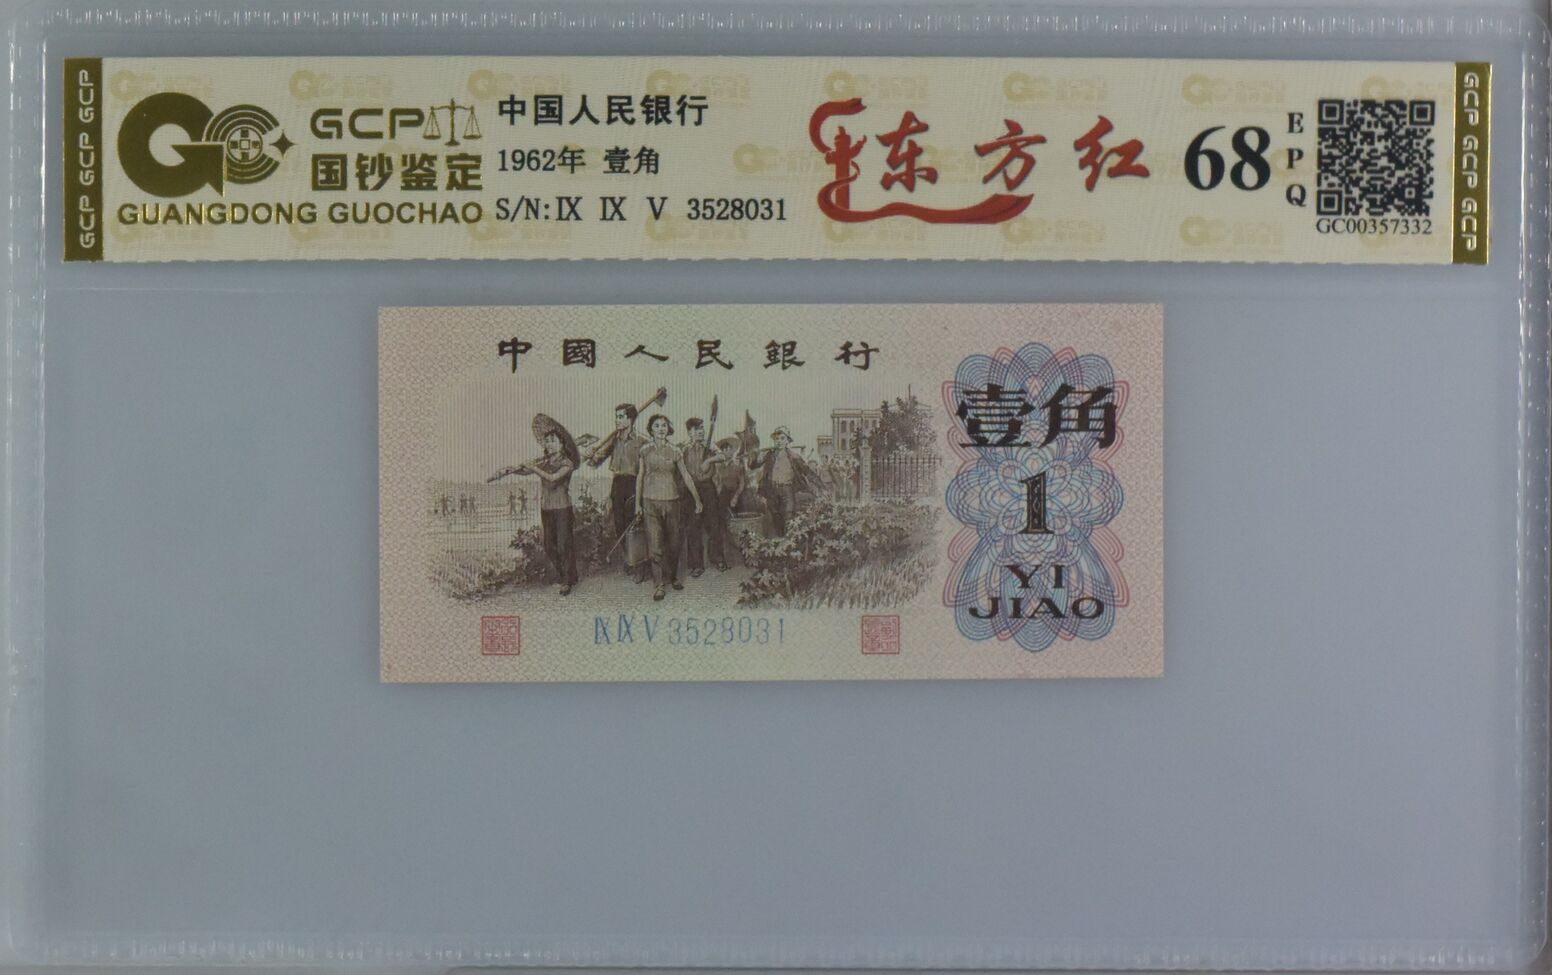 GCP GCP GCP
GCP
国钞鉴定
GUANGDONG GUOCHAO
中国人民银行
1962年 壹角
S/N:IX IX V 3528031
东方红
68
EPQ
GC00357332
GCP GCP GCP
中國人民銀行
壹角
1
YI
JIAO
IX IX V 3528031